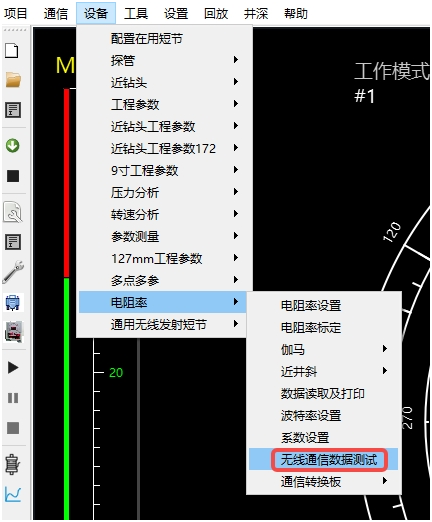 项目 通信 设备 工具 设置 回放 井深 帮助
M
工作模式
#1
配置在用短节
探管
近钻头
工程参数
近钻头工程参数
近钻头工程参数172
9寸工程参数
压力分析
转速分析
参数测量
127mm工程参数
多点多参
电阻率
通用无线发射短节
电阻率设置
电阻率标定
伽马
近井斜
数据读取及打印
波特率设置
系数设置
无线通信数据测试
通信转换板
20
120
270